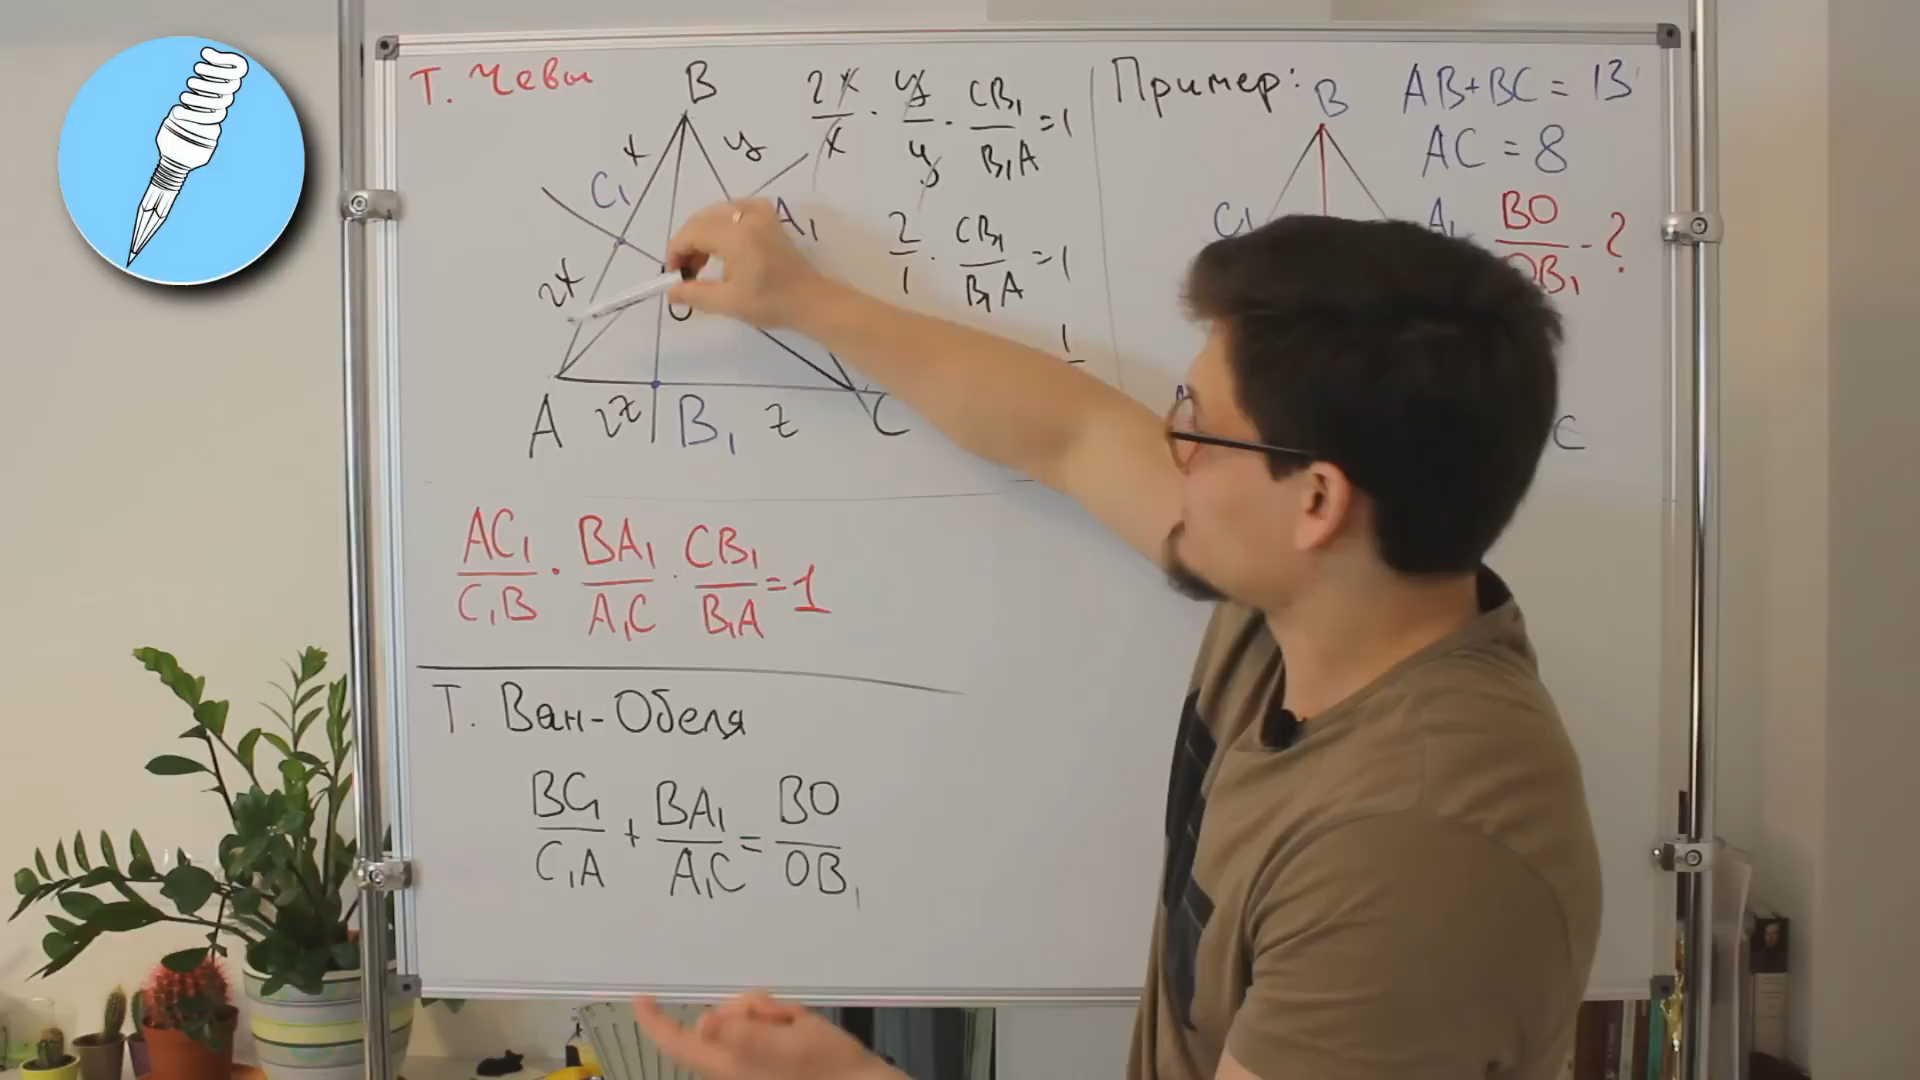 Т. Чевы
B
x
y
C₁
A₁
2x
O
A
2z
B₁
z
C
2x/x · y/y · CB₁/B₁A = 1
2/1 · CB₁/B₁A = 1
1
AC₁/C₁B · BA₁/A₁C · CB₁/B₁A = 1
Т. Ван-Обеля
BC₁/C₁A + BA₁/A₁C = BO/OB₁
Пример:
B
AB+BC = 13
AC = 8
C₁
A₁
BO/OB₁ - ?
C